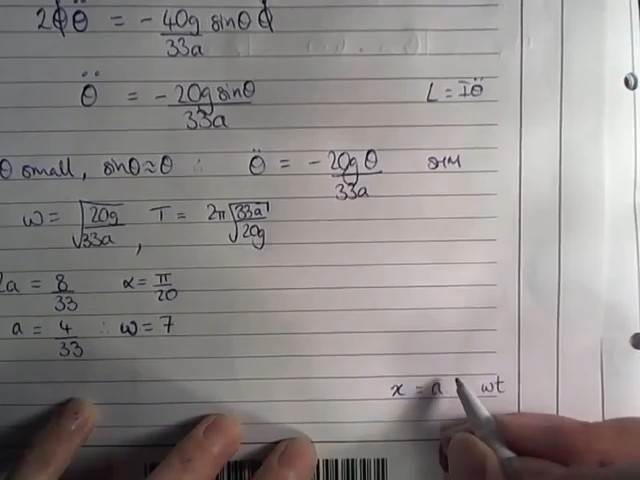 2θ̇θ̈ = -40g sinθ θ̇
33a
θ̈ = -20g sinθ
33a
L = Iθ̈
θ small, sinθ≈θ ∴ θ̈ = -20gθ SHM
33a
ω = √20g/33a , T = 2π√33a/20g
2a = 8/33 α = π/20
a = 4/33 ∴ ω = 7
x = a ωt